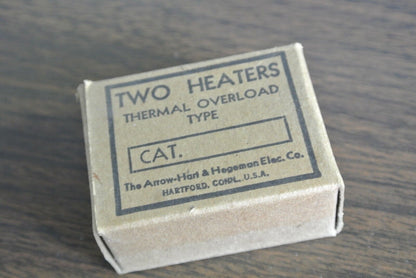 TWO HEATERS
THERMAL OVERLOAD
TYPE
CAT.
The Arrow-Hart & Hegeman Elec. Co.
HARTFORD, CONN., U.S.A.